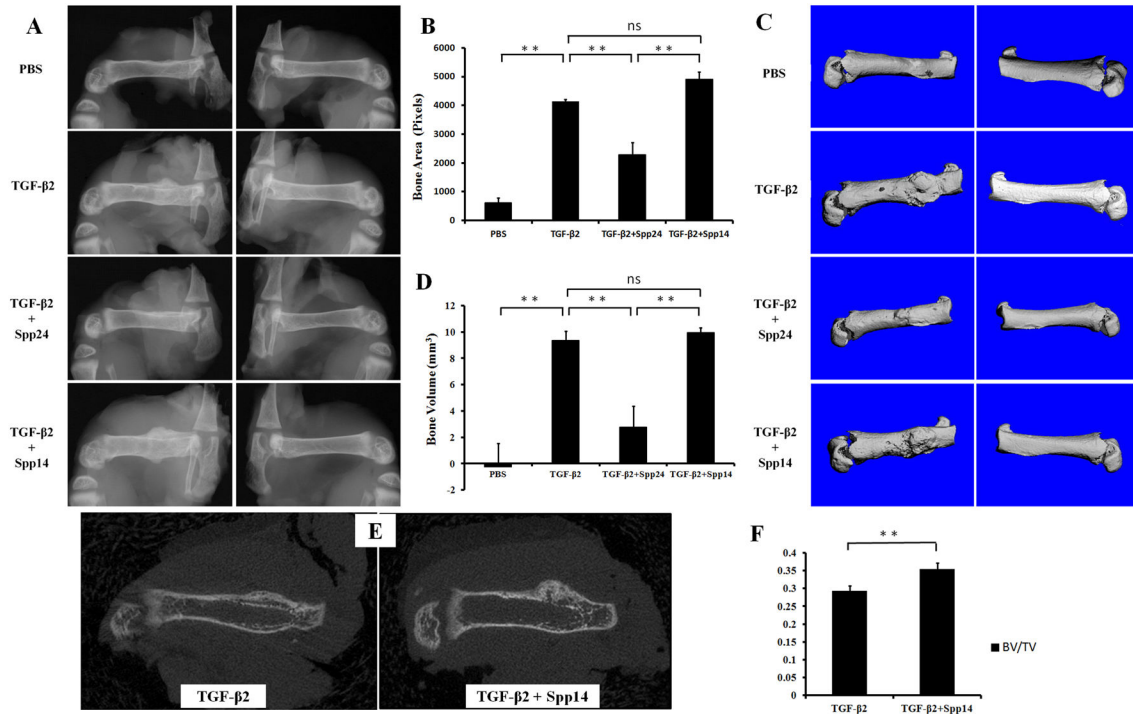 A
PBS
TGF-β2
TGF-β2
+
Spp24
TGF-β2
+
Spp14
B
ns
** ** **
Bone Area (Pixels)
6000
5000
4000
3000
2000
1000
0
PBS TGF-β2 TGF-β2+Spp24 TGF-β2+Spp14
C
PBS
TGF-β2
TGF-β2
+
Spp24
TGF-β2
+
Spp14
D
ns
** ** **
Bone Volume (mm³)
12
10
8
6
4
2
0
-2
PBS TGF-β2 TGF-β2+Spp24 TGF-β2+Spp14
E
TGF-β2 TGF-β2 + Spp14
F
**
0.4
0.35
0.3
0.25
0.2
0.15
0.1
0.05
0
BV/TV
TGF-β2 TGF-β2+Spp14